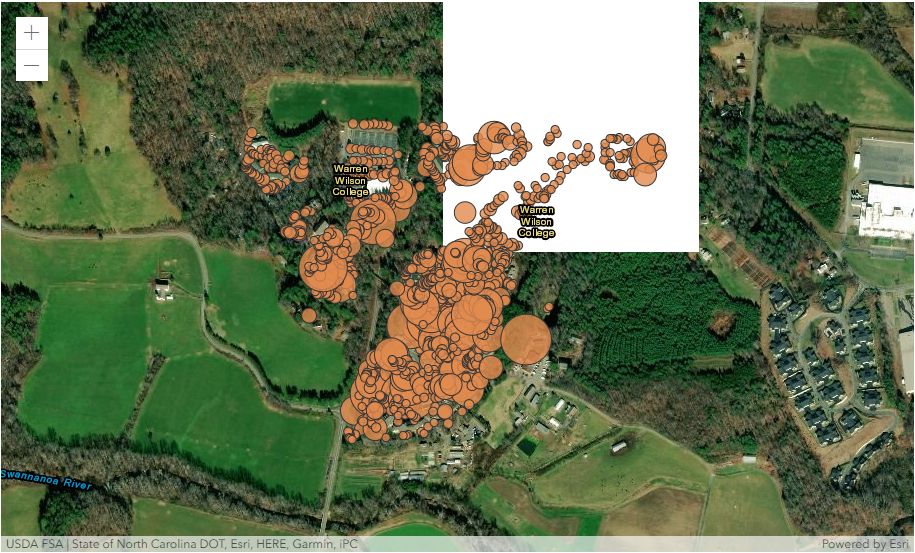 +
−
Warren
Wilson
College
Warren
Wilson
College
Swannanoa River
USDA FSA | State of North Carolina DOT, Esri, HERE, Garmin, iPC
Powered by Esri